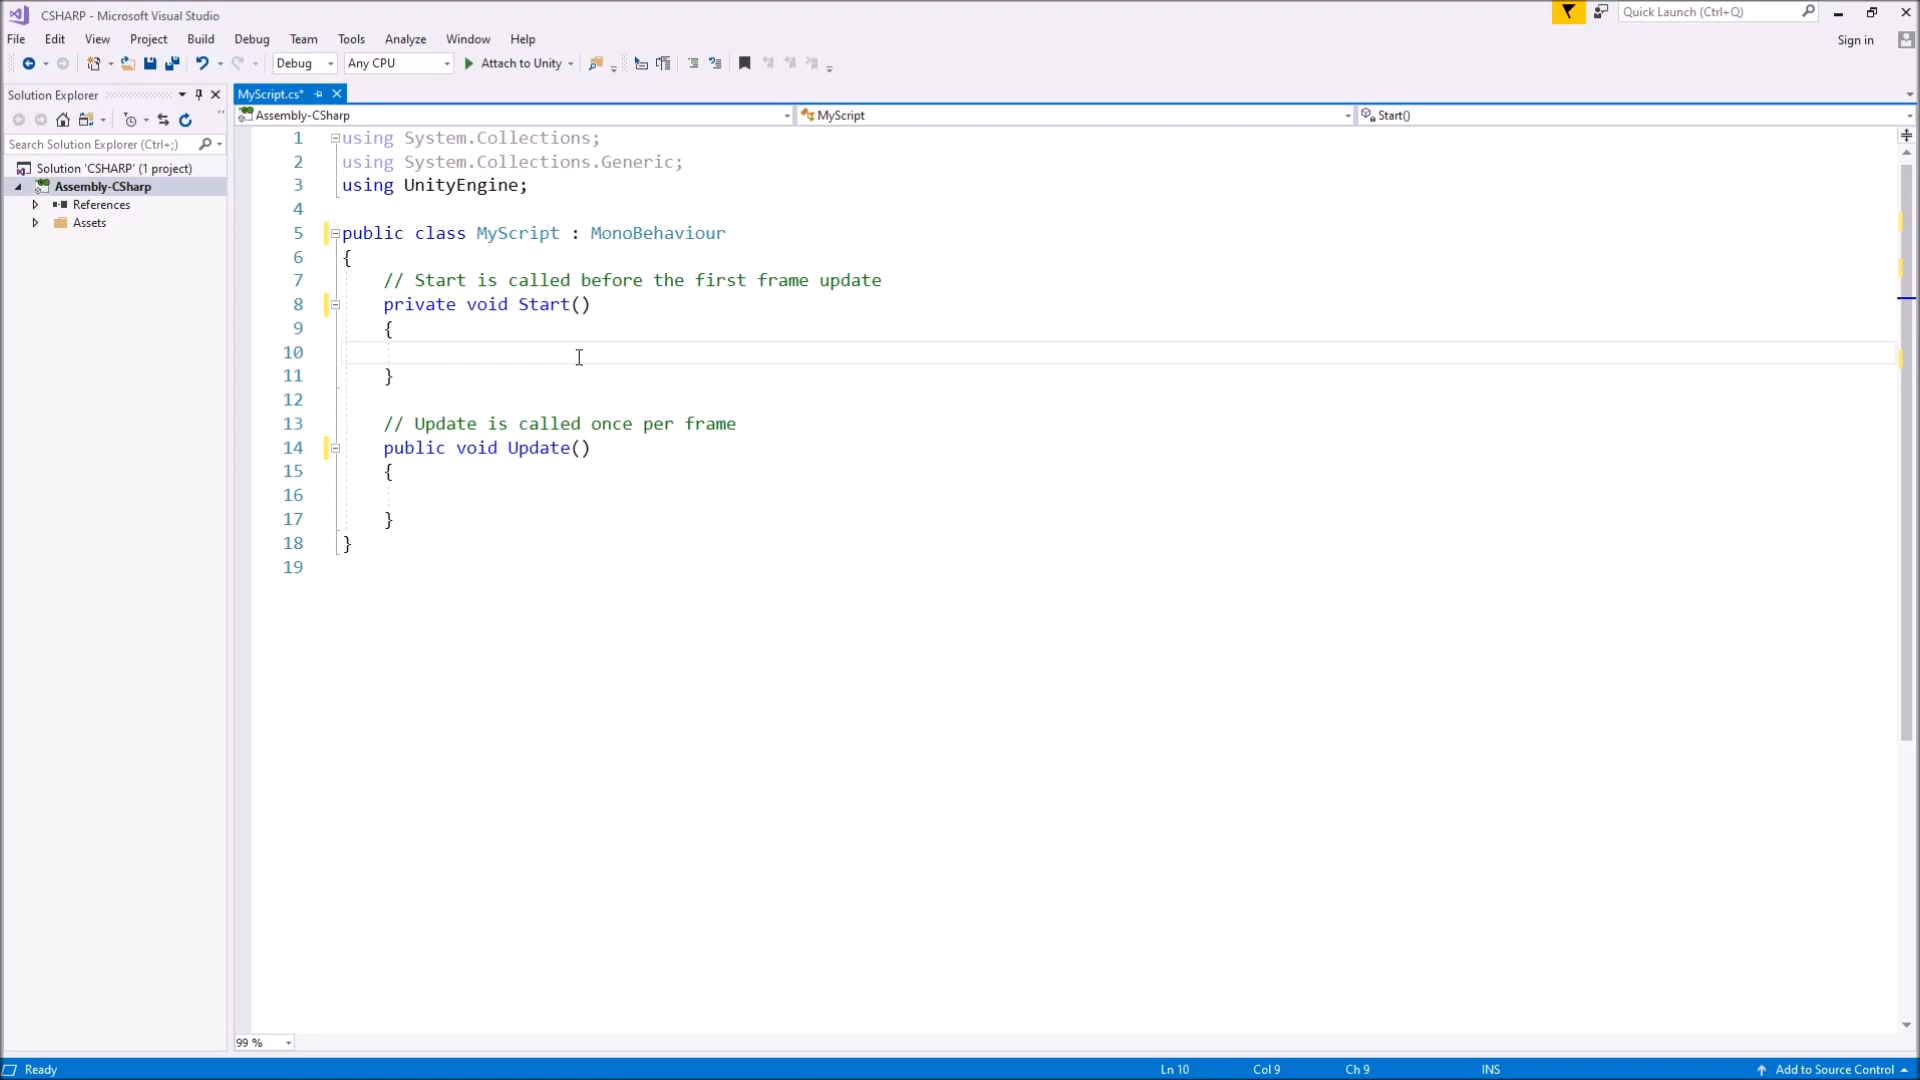 CSHARP - Microsoft Visual Studio
Quick Launch (Ctrl+Q)
File Edit View Project Build Debug Team Tools Analyze Window Help
Sign in
Debug Any CPU Attach to Unity
Solution Explorer
MyScript.cs*
Assembly-CSharp MyScript Start()
Search Solution Explorer (Ctrl+;)
Solution 'CSHARP' (1 project)
Assembly-CSharp
References
Assets
1 using System.Collections;
2 using System.Collections.Generic;
3 using UnityEngine;
4
5 public class MyScript : MonoBehaviour
6 {
7 // Start is called before the first frame update
8 private void Start()
9 {
10
11 }
12
13 // Update is called once per frame
14 public void Update()
15 {
16
17 }
18 }
19
99 %
Ready Ln 10 Col 9 Ch 9 INS Add to Source Control